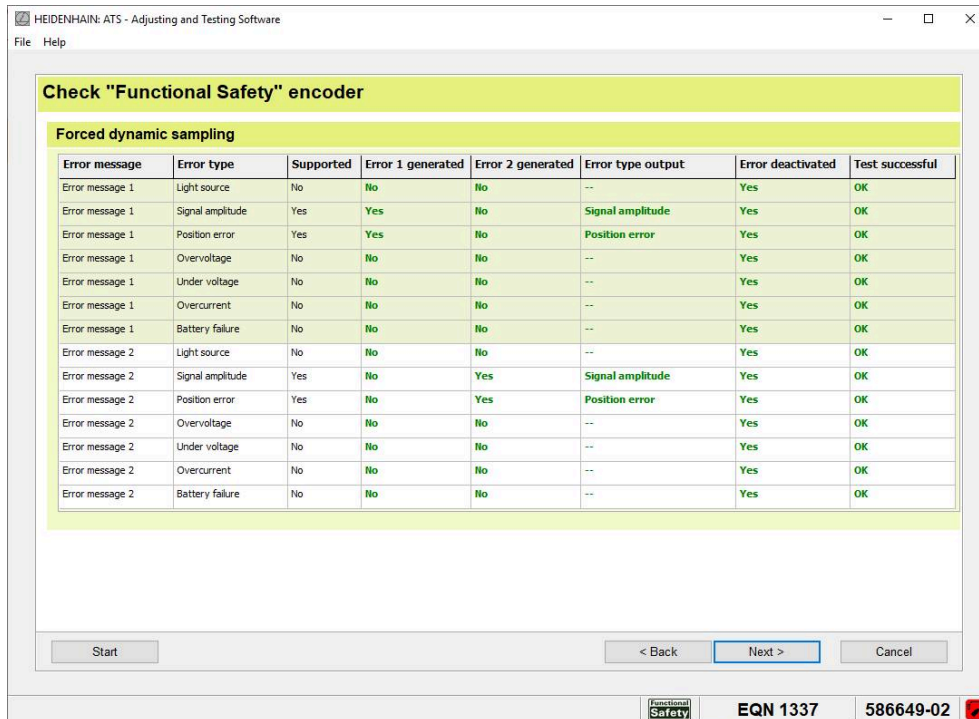 HEIDENHAIN: ATS - Adjusting and Testing Software
File Help
Check "Functional Safety" encoder
Forced dynamic sampling
Error message Error type Supported Error 1 generated Error 2 generated Error type output Error deactivated Test successful
Error message 1 Light source No No No -- Yes OK
Error message 1 Signal amplitude Yes Yes No Signal amplitude Yes OK
Error message 1 Position error Yes Yes No Position error Yes OK
Error message 1 Overvoltage No No No -- Yes OK
Error message 1 Under voltage No No No -- Yes OK
Error message 1 Overcurrent No No No -- Yes OK
Error message 1 Battery failure No No No -- Yes OK
Error message 2 Light source No No No -- Yes OK
Error message 2 Signal amplitude Yes No Yes Signal amplitude Yes OK
Error message 2 Position error Yes No Yes Position error Yes OK
Error message 2 Overvoltage No No No -- Yes OK
Error message 2 Under voltage No No No -- Yes OK
Error message 2 Overcurrent No No No -- Yes OK
Error message 2 Battery failure No No No -- Yes OK
Start < Back Next > Cancel
Functional
Safety EQN 1337 586649-02